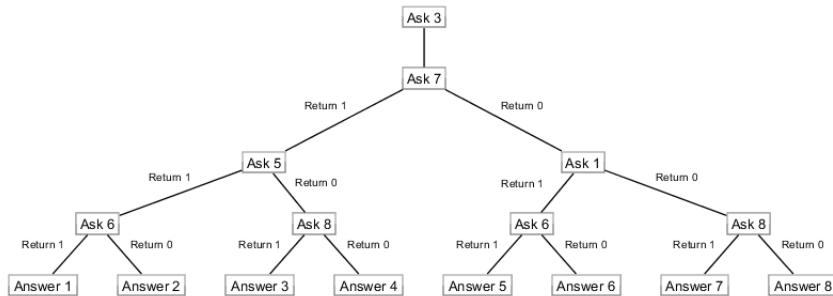 Ask 3
Ask 7
Return 1
Return 0
Ask 5
Ask 1
Return 1
Return 0
Return 1
Return 0
Ask 6
Ask 8
Ask 6
Ask 8
Return 1
Return 0
Return 1
Return 0
Return 1
Return 0
Return 1
Return 0
Answer 1
Answer 2
Answer 3
Answer 4
Answer 5
Answer 6
Answer 7
Answer 8